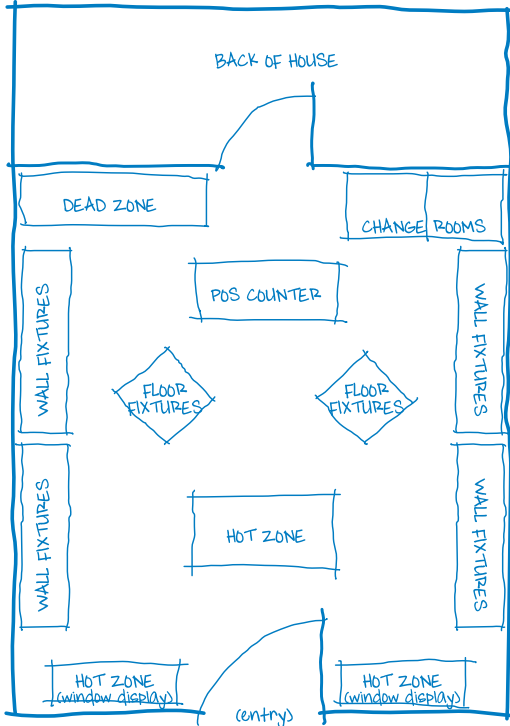 BACK OF HOUSE
DEAD ZONE
CHANGE ROOMS
POS COUNTER
WALL FIXTURES
WALL FIXTURES
FLOOR
FIXTURES
FLOOR
FIXTURES
HOT ZONE
WALL FIXTURES
WALL FIXTURES
HOT ZONE
(window display)
HOT ZONE
(window display)
(entry)